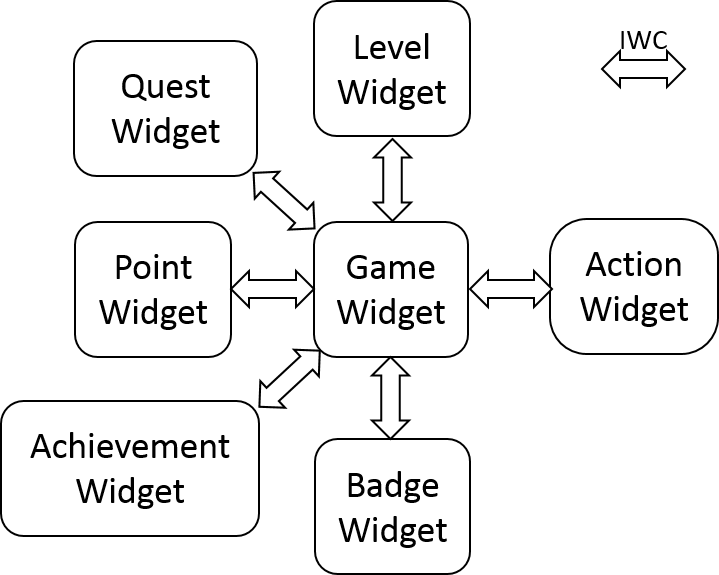 Level
Widget
IWC
Quest
Widget
Point
Widget
Game
Widget
Action
Widget
Achievement
Widget
Badge
Widget